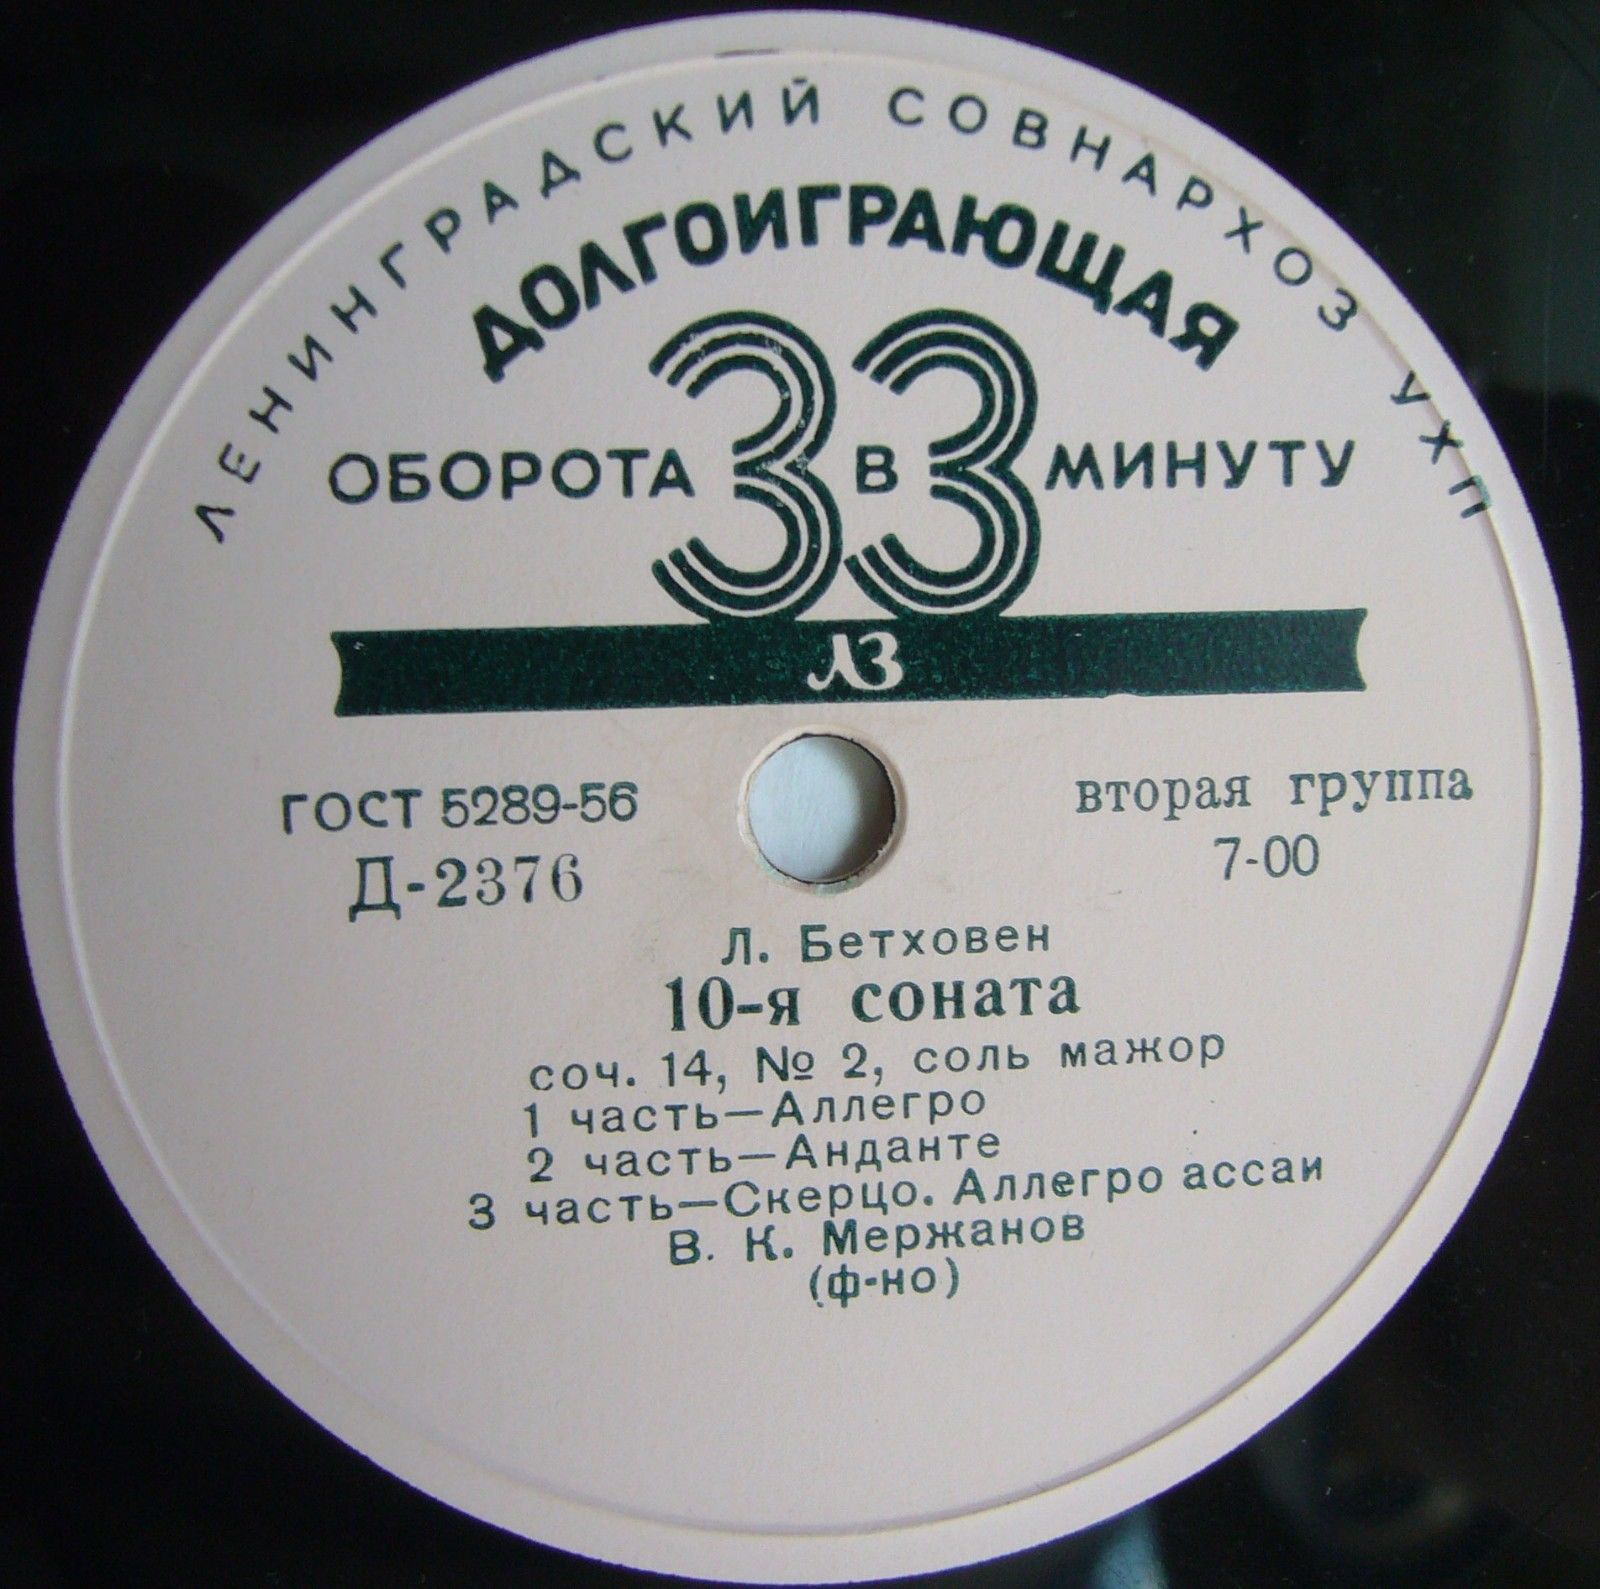 ЛЕНИНГРАДСКИЙ СОВНАРХОЗ УХП
ДОЛГОИГРАЮЩАЯ
ОБОРОТА 33 В МИНУТУ
ЛЗ
ГОСТ 5289-56
Д-2376
вторая группа
7-00
Л. Бетховен
10-я соната
соч. 14, № 2, соль мажор
1 часть—Аллегро
2 часть—Анданте
3 часть—Скерцо. Аллегро ассаи
В. К. Мержанов
(ф-но)